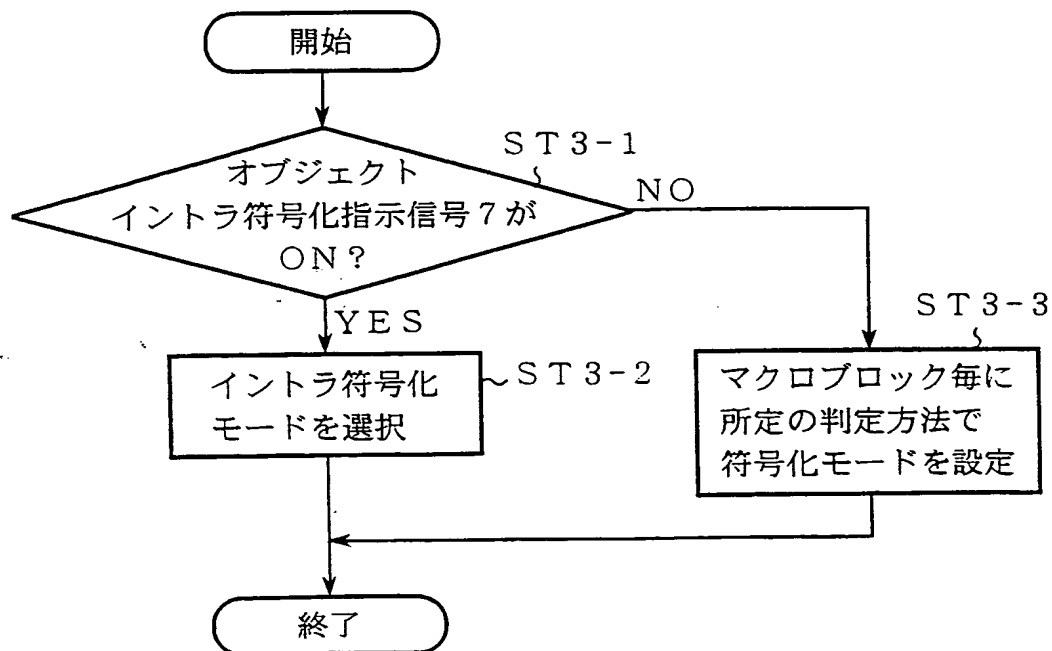 開始
ST3-1
オブジェクト
イントラ符号化指示信号7が
ON?
NO
YES
ST3-2
イントラ符号化
モードを選択
ST3-3
マクロブロック毎に
所定の判定方法で
符号化モードを設定
終了